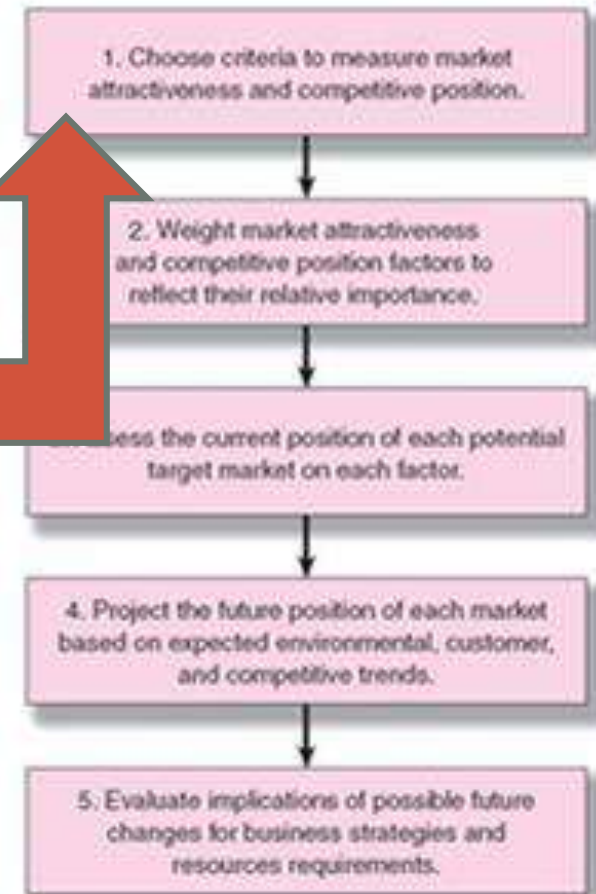 1. Choose criteria to measure market
attractiveness and competitive position.
2. Weight market attractiveness
and competitive position factors to
reflect their relative importance.
the current position of each potential
target market on each factor.
4. Project the future position of each market
based on expected environmental, customer,
and competitive trends.
5. Evaluate implications of possible future
changes for business strategies and
resources requirements.